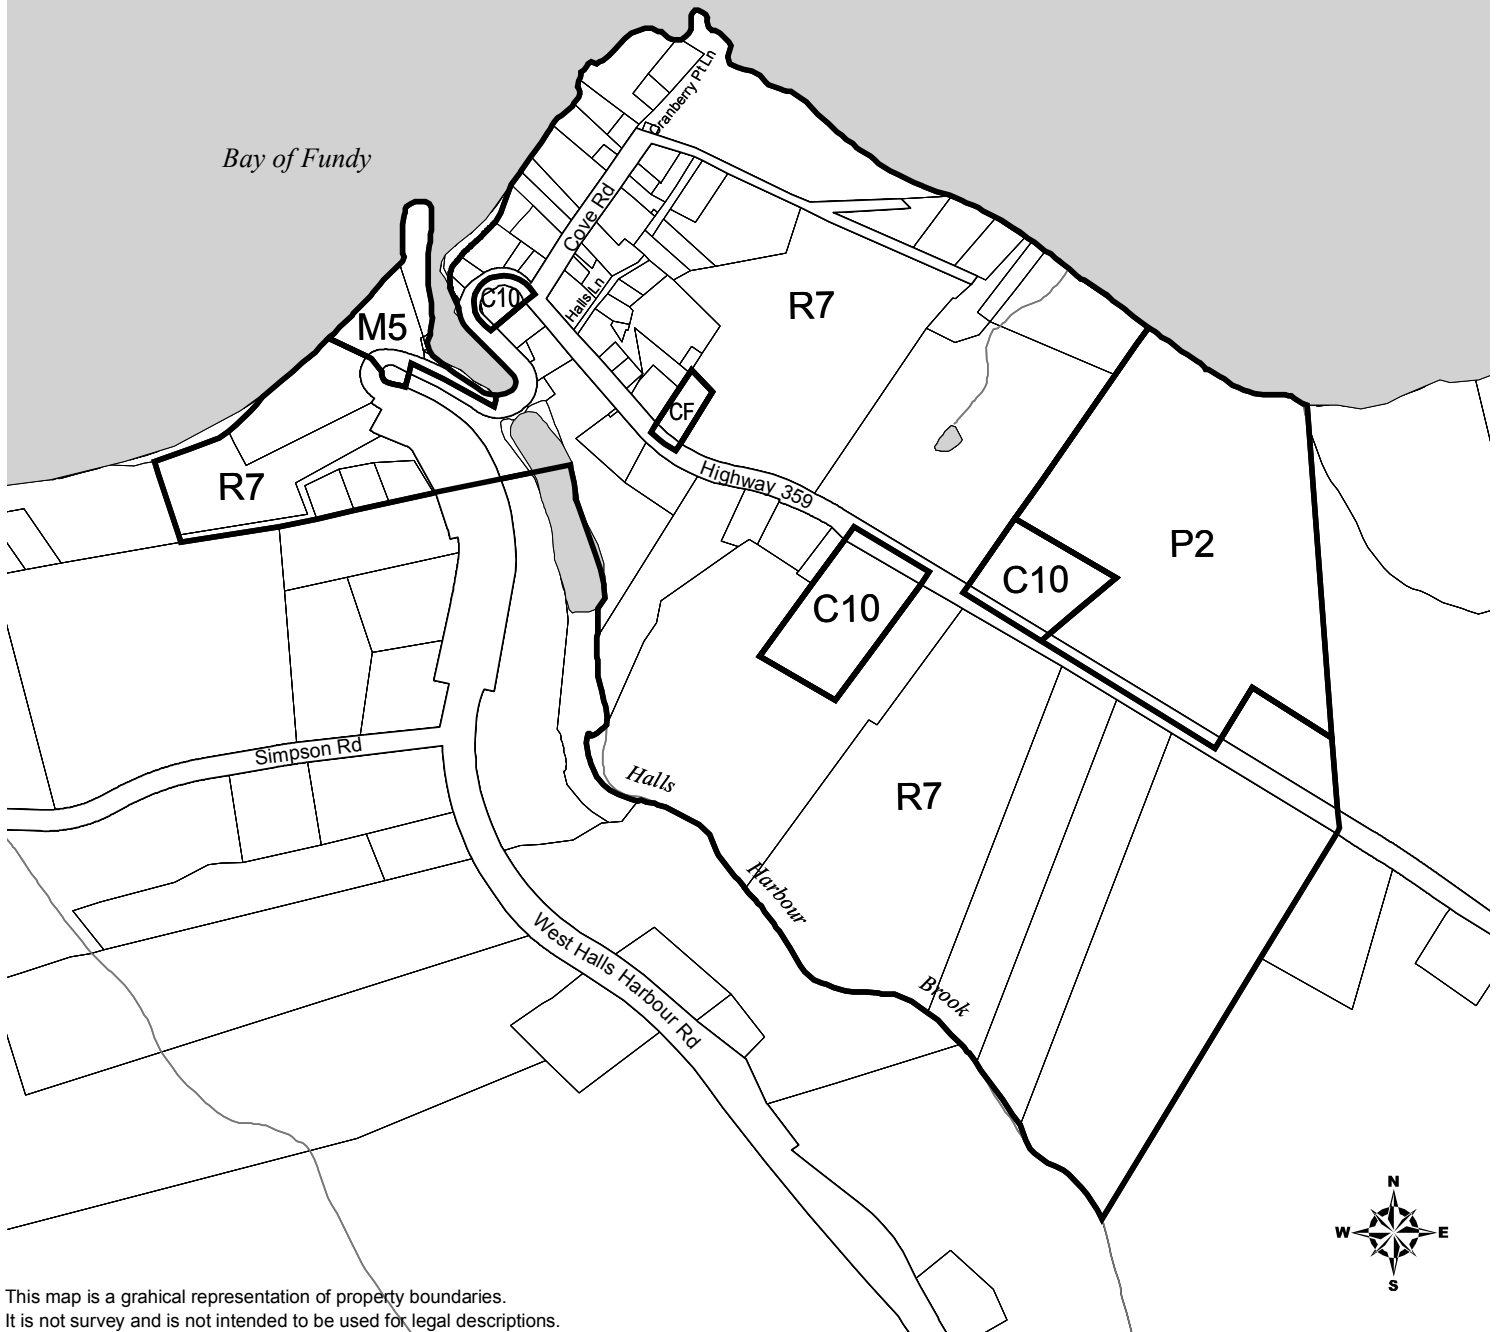 Cranberry Pt Ln
Bay of Fundy
Cove Rd
C10
Halls Ln
R7
M5
CF
R7
Highway 359
P2
C10
C10
Simpson Rd
Halls
R7
Harbour
West Halls Harbour Rd
Brook
N
W E
S
This map is a grahical representation of property boundaries.
It is not survey and is not intended to be used for legal descriptions.